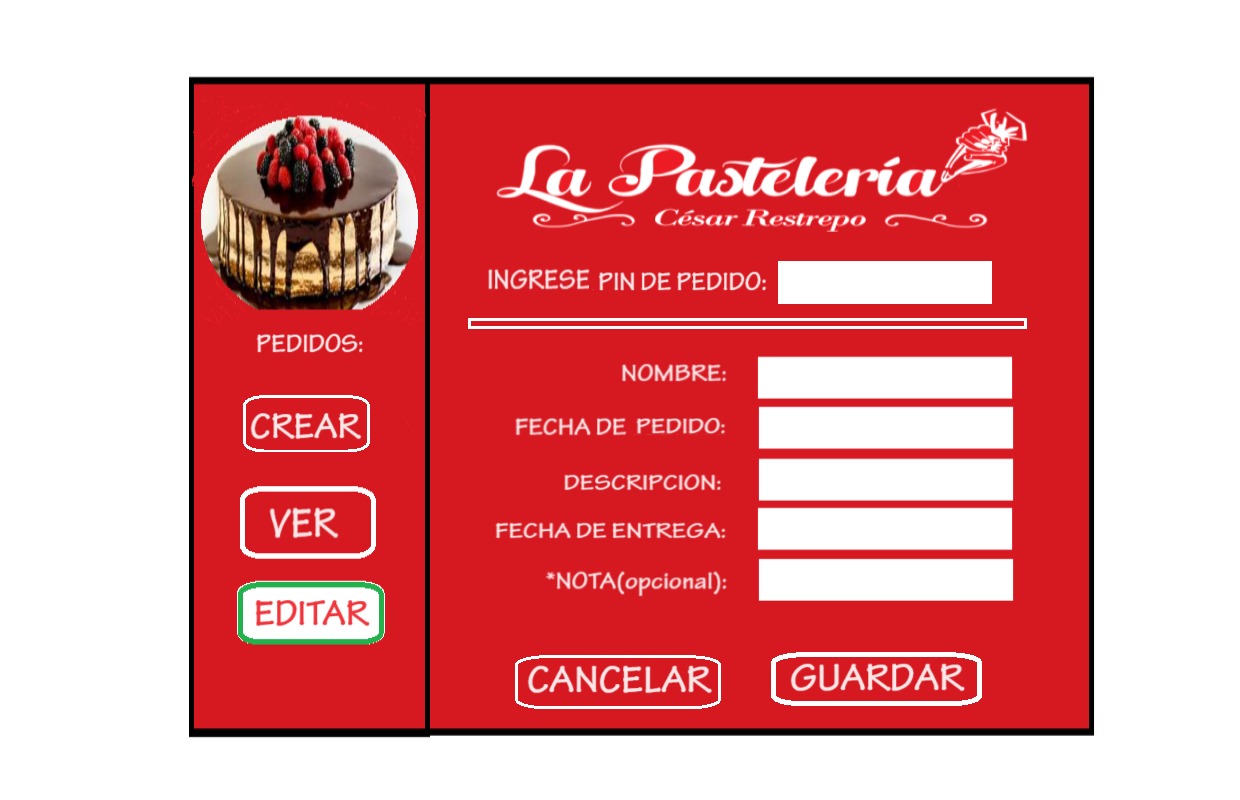 PEDIDOS:
CREAR
VER
EDITAR
La Pastelería
César Restrepo
INGRESE PIN DE PEDIDO:
NOMBRE:
FECHA DE PEDIDO:
DESCRIPCION:
FECHA DE ENTREGA:
*NOTA(opcional):
CANCELAR GUARDAR